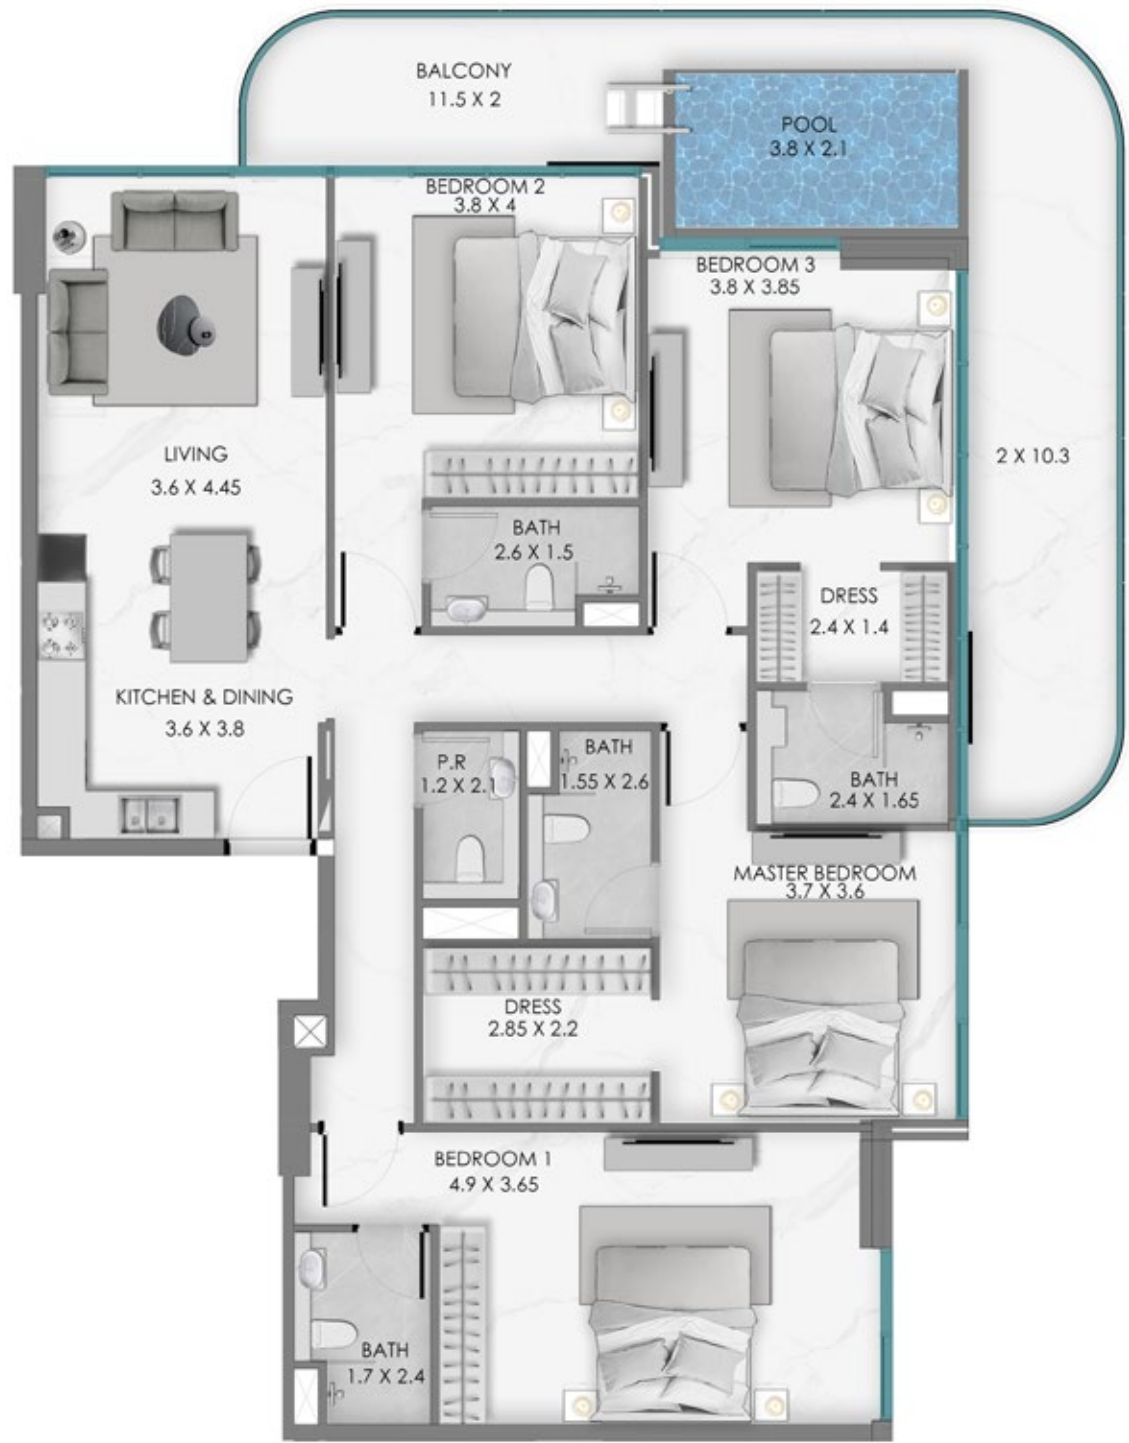 BALCONY
11.5 X 2
POOL
3.8 X 2.1
BEDROOM 2
3.8 X 4
BEDROOM 3
3.8 X 3.85
LIVING
3.6 X 4.45
2 X 10.3
BATH
2.6 X 1.5
DRESS
2.4 X 1.4
KITCHEN & DINING
3.6 X 3.8
P.R
1.2 X 2.1
BATH
1.55 X 2.6
BATH
2.4 X 1.65
MASTER BEDROOM
3.7 X 3.6
DRESS
2.85 X 2.2
BEDROOM 1
4.9 X 3.65
BATH
1.7 X 2.4